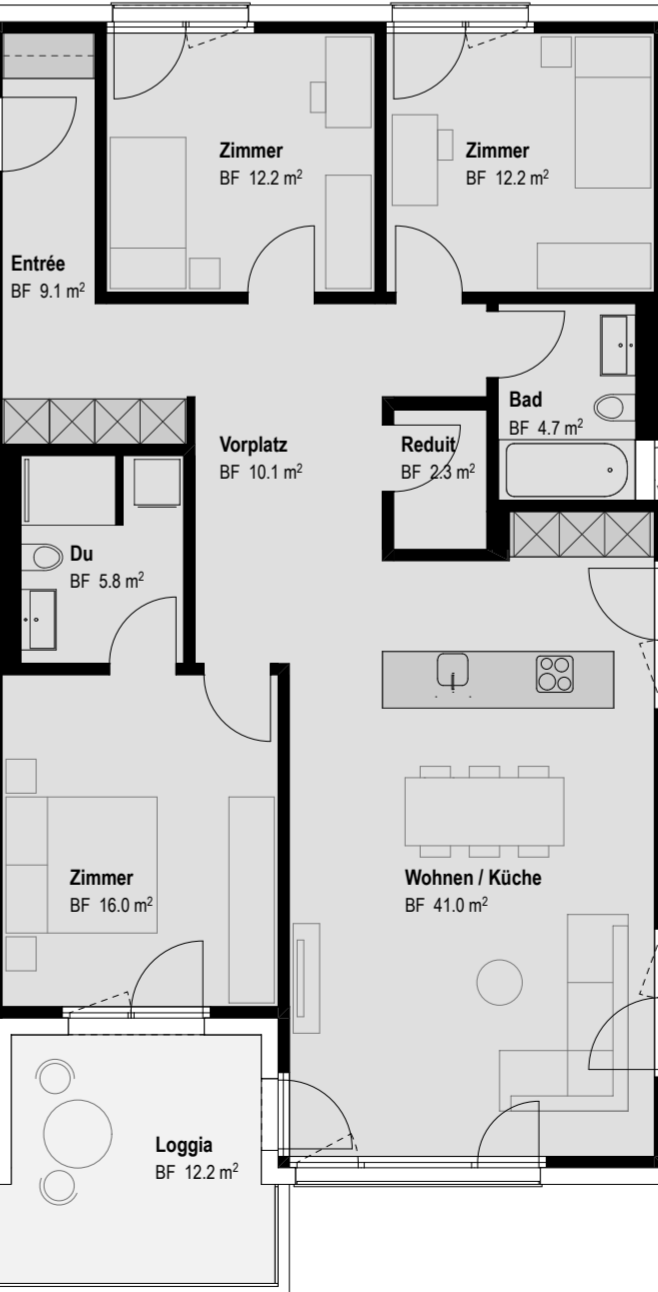 Zimmer
BF 12.2 m²
Zimmer
BF 12.2 m²
Entrée
BF 9.1 m²
Bad
BF 4.7 m²
Vorplatz
BF 10.1 m²
Reduit
BF 2.3 m²
Du
BF 5.8 m²
Zimmer
BF 16.0 m²
Wohnen / Küche
BF 41.0 m²
Loggia
BF 12.2 m²